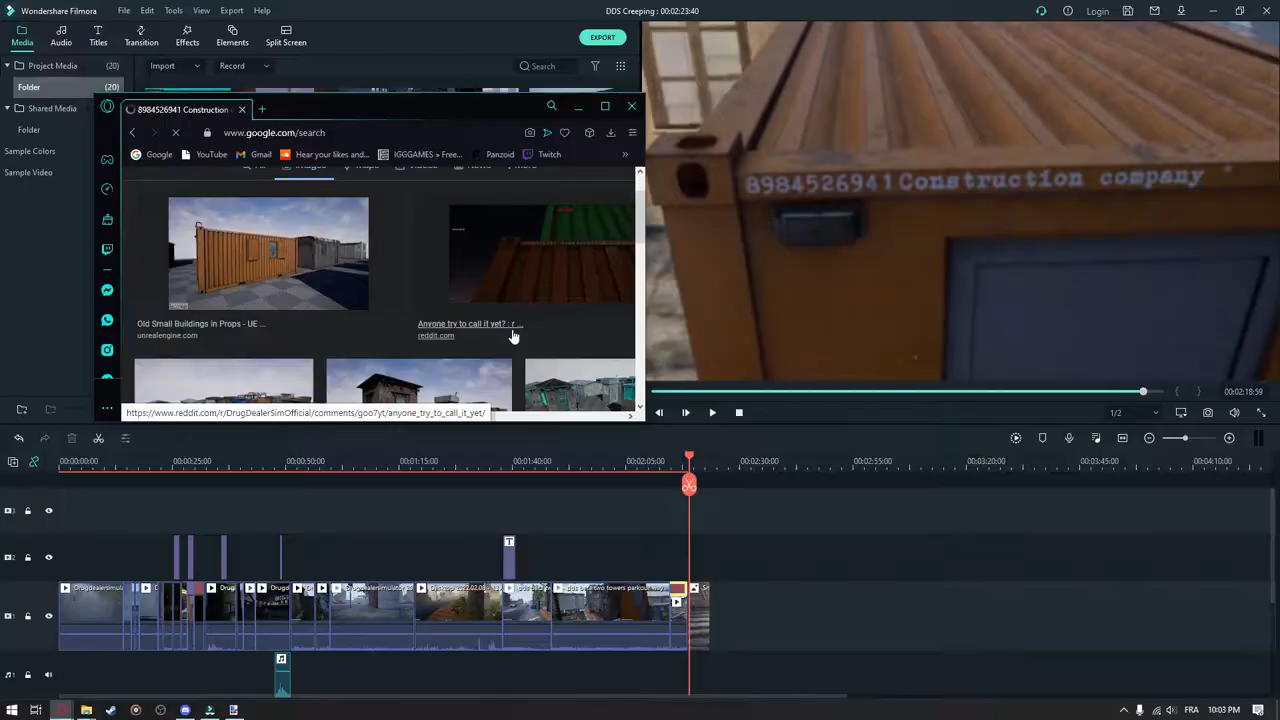 Wondershare Filmora
File
Edit
Tools
View
Export
Help
DDS Creeping : 00:02:23:40
Login
Media
Audio
Titles
Transition
Effects
Elements
Split Screen
EXPORT
Project Media (20)
Import
Record
Search
Folder (20)
Shared Media
Folder
Sample Colors
Sample Video
8984526941 Construction
www.google.com/search
Google
YouTube
Gmail
Hear your likes and...
IGGGAMES » Free...
Panzoid
Twitch
Old Small Buildings in Props - UE ...
unrealengine.com
Anyone try to call it yet? : r ...
reddit.com
https://www.reddit.com/r/DrugDealerSimOfficial/comments/goo7yt/anyone_try_to_call_it_yet/
8984526941 Construction company
00:02:18:59
1/2
00:00:00:00
00:00:25:00
00:00:50:00
00:01:15:00
00:01:40:00
00:02:05:00
00:02:30:00
00:02:55:00
00:03:20:00
00:03:45:00
00:04:10:00
FRA
10:03 PM